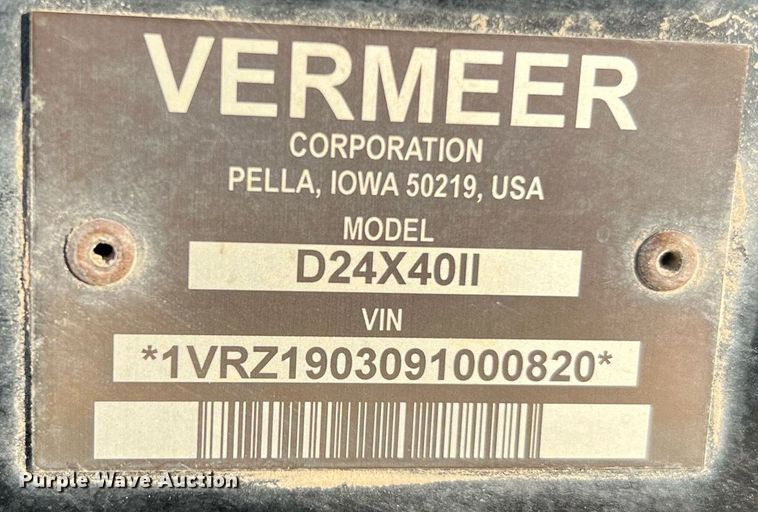 VERMEER
CORPORATION
PELLA, IOWA 50219, USA
MODEL
D24X40II
VIN
*1VRZ1903091000820*
Purple Wave Auction